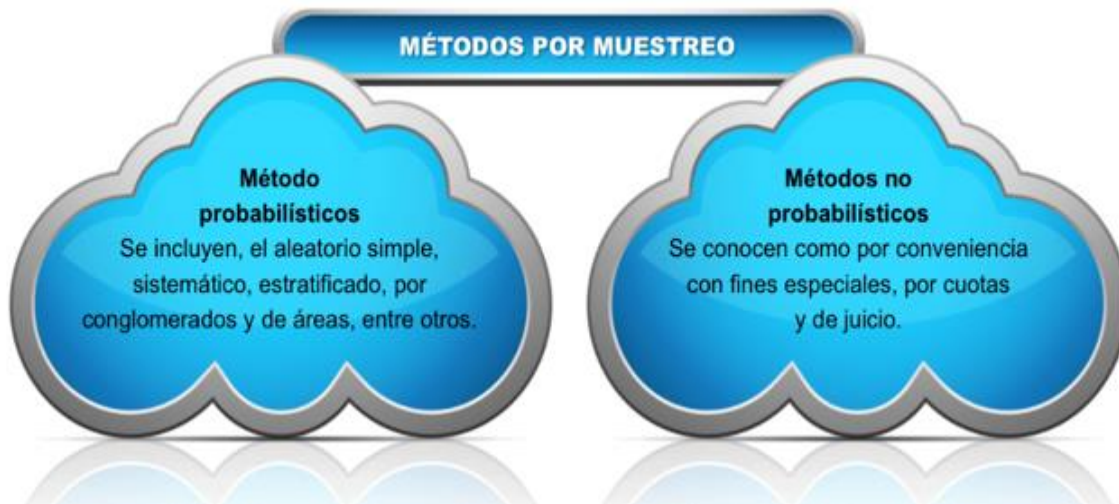 MÉTODOS POR MUESTREO
Método
probabilísticos
Se incluyen, el aleatorio simple,
sistemático, estratificado, por
conglomerados y de áreas, entre otros.
Métodos no
probabilísticos
Se conocen como por conveniencia
con fines especiales, por cuotas
y de juicio.